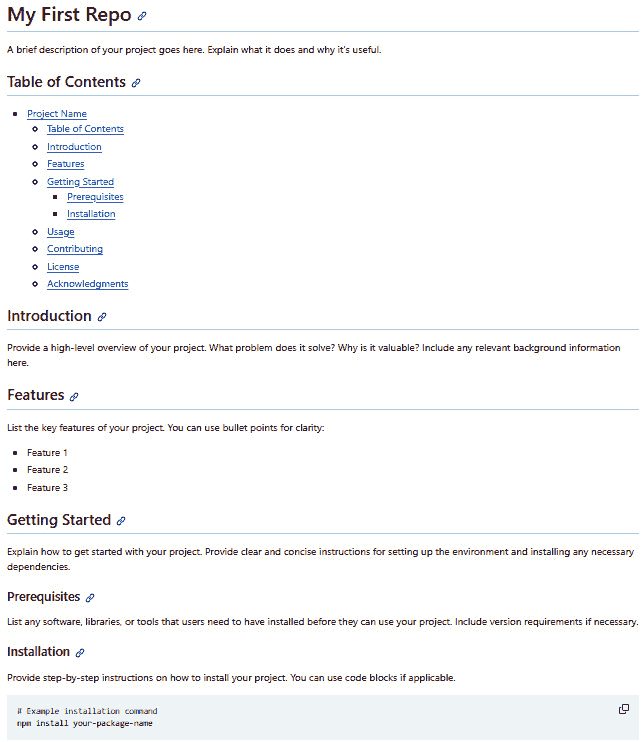 My First Repo
A brief description of your project goes here. Explain what it does and why it's useful.
Table of Contents
Project Name
Table of Contents
Introduction
Features
Getting Started
Prerequisites
Installation
Usage
Contributing
License
Acknowledgments
Introduction
Provide a high-level overview of your project. What problem does it solve? Why is it valuable? Include any relevant background information
here.
Features
List the key features of your project. You can use bullet points for clarity:
Feature 1
Feature 2
Feature 3
Getting Started
Explain how to get started with your project. Provide clear and concise instructions for setting up the environment and installing any necessary
dependencies.
Prerequisites
List any software, libraries, or tools that users need to have installed before they can use your project. Include version requirements if necessary.
Installation
Provide step-by-step instructions on how to install your project. You can use code blocks if applicable.
# Example installation command
npm install your-package-name